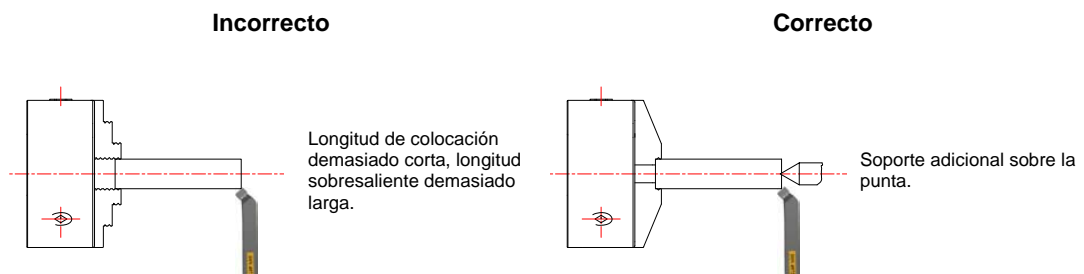 Incorrecto
Correcto
Longitud de colocación
demasiado corta, longitud
sobresaliente demasiado
larga.
Soporte adicional sobre la
punta.